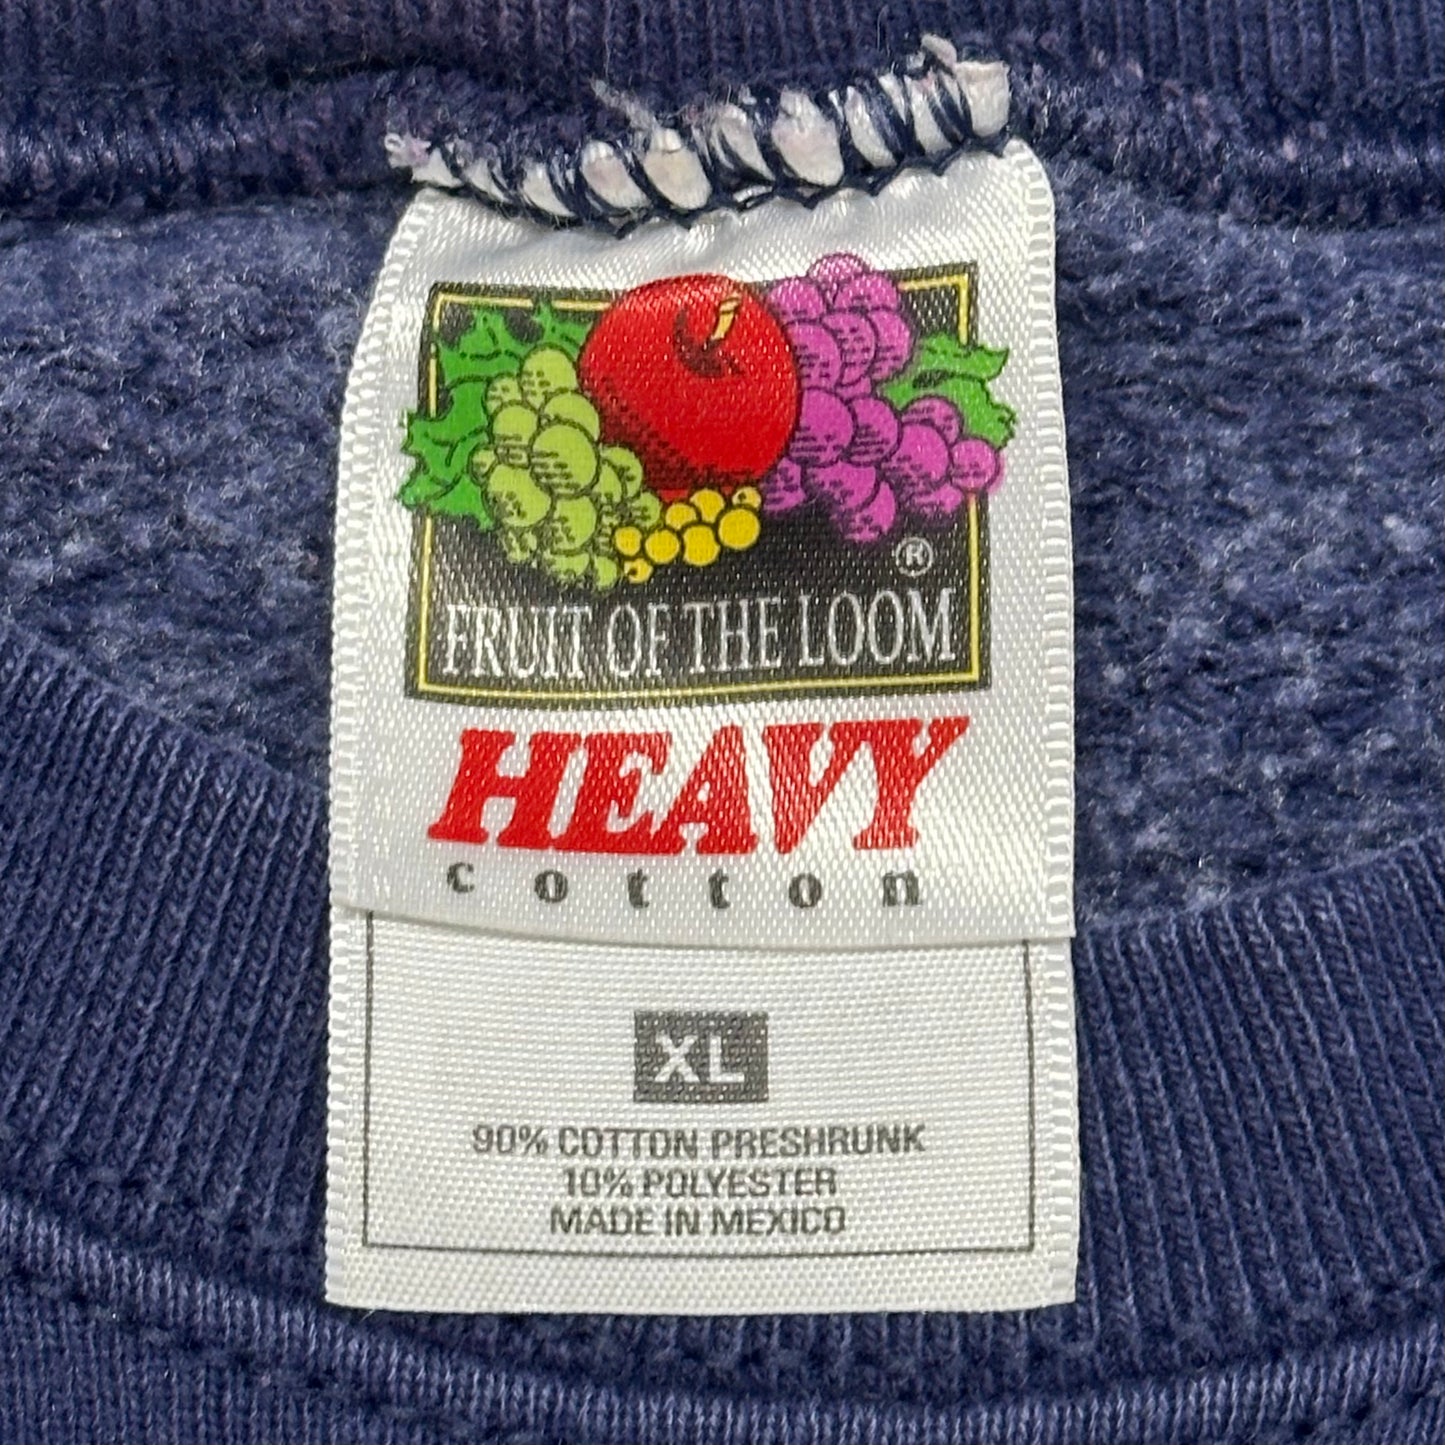 ®
FRUIT OF THE LOOM
HEAVY
cotton
XL
90% COTTON PRESHRUNK
10% POLYESTER
MADE IN MEXICO